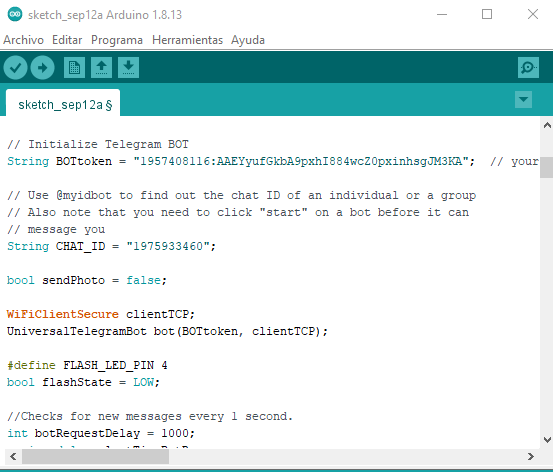 sketch_sep12a Arduino 1.8.13
Archivo Editar Programa Herramientas Ayuda
sketch_sep12a §
// Initialize Telegram BOT
String BOTtoken = "1957408116:AAEYyufGkbA9pxhI884wcZ0pxinhsgJM3KA"; // your
// Use @myidbot to find out the chat ID of an individual or a group
// Also note that you need to click "start" on a bot before it can
// message you
String CHAT_ID = "1975933460";
bool sendPhoto = false;
WiFiClientSecure clientTCP;
UniversalTelegramBot bot(BOTtoken, clientTCP);
#define FLASH_LED_PIN 4
bool flashState = LOW;
//Checks for new messages every 1 second.
int botRequestDelay = 1000;